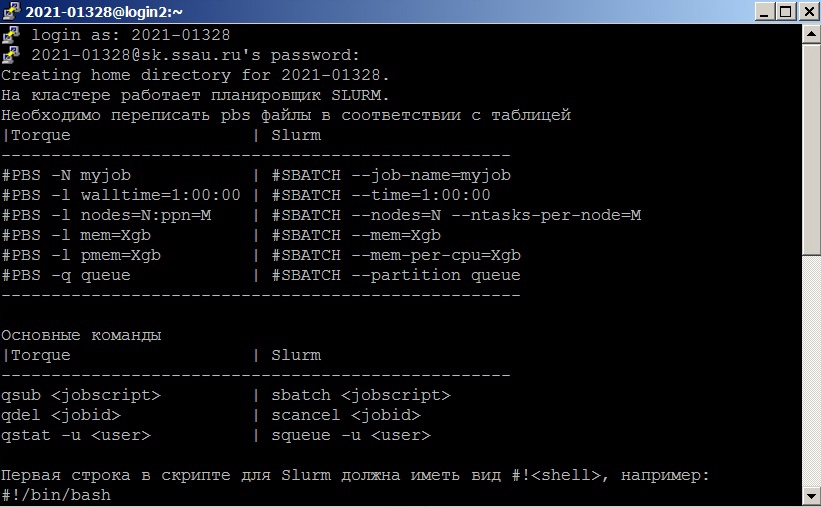 2021-01328@login2:~
login as: 2021-01328
2021-01328@sk.ssau.ru's password:
Creating home directory for 2021-01328.
На кластере работает планировщик SLURM.
Необходимо переписать pbs файлы в соответствии с таблицей
|Torque | Slurm
---------------------------------------------------
#PBS -N myjob | #SBATCH --job-name=myjob
#PBS -l walltime=1:00:00 | #SBATCH --time=1:00:00
#PBS -l nodes=N:ppn=M | #SBATCH --nodes=N --ntasks-per-node=M
#PBS -l mem=Xgb | #SBATCH --mem=Xgb
#PBS -l pmem=Xgb | #SBATCH --mem-per-cpu=Xgb
#PBS -q queue | #SBATCH --partition queue
----------------------------------------------------
Основные команды
|Torque | Slurm
---------------------------------------------------
qsub <jobscript> | sbatch <jobscript>
qdel <jobid> | scancel <jobid>
qstat -u <user> | squeue -u <user>
Первая строка в скрипте для Slurm должна иметь вид #!<shell>, например:
#!/bin/bash